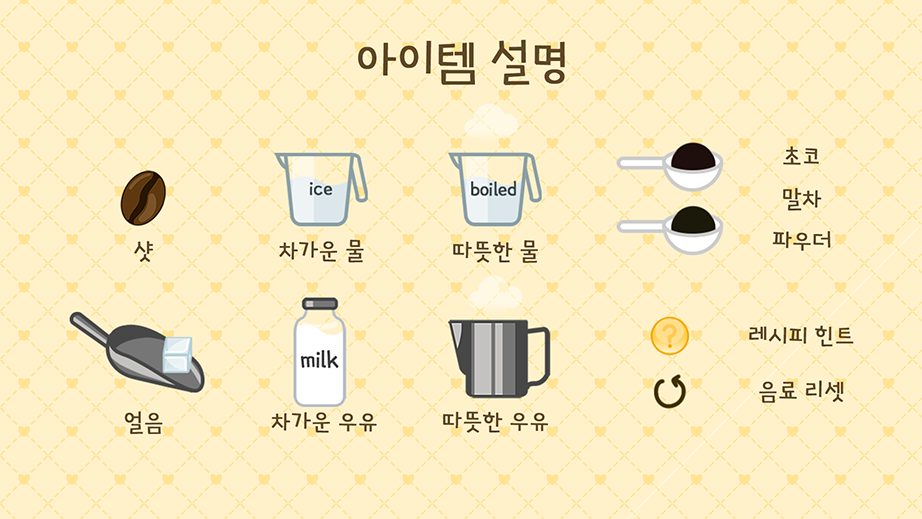 아이템 설명
ice
boiled
샷
차가운 물
따뜻한 물
초코
말차
파우더
milk
얼음
차가운 우유
따뜻한 우유
?
레시피 힌트
음료 리셋